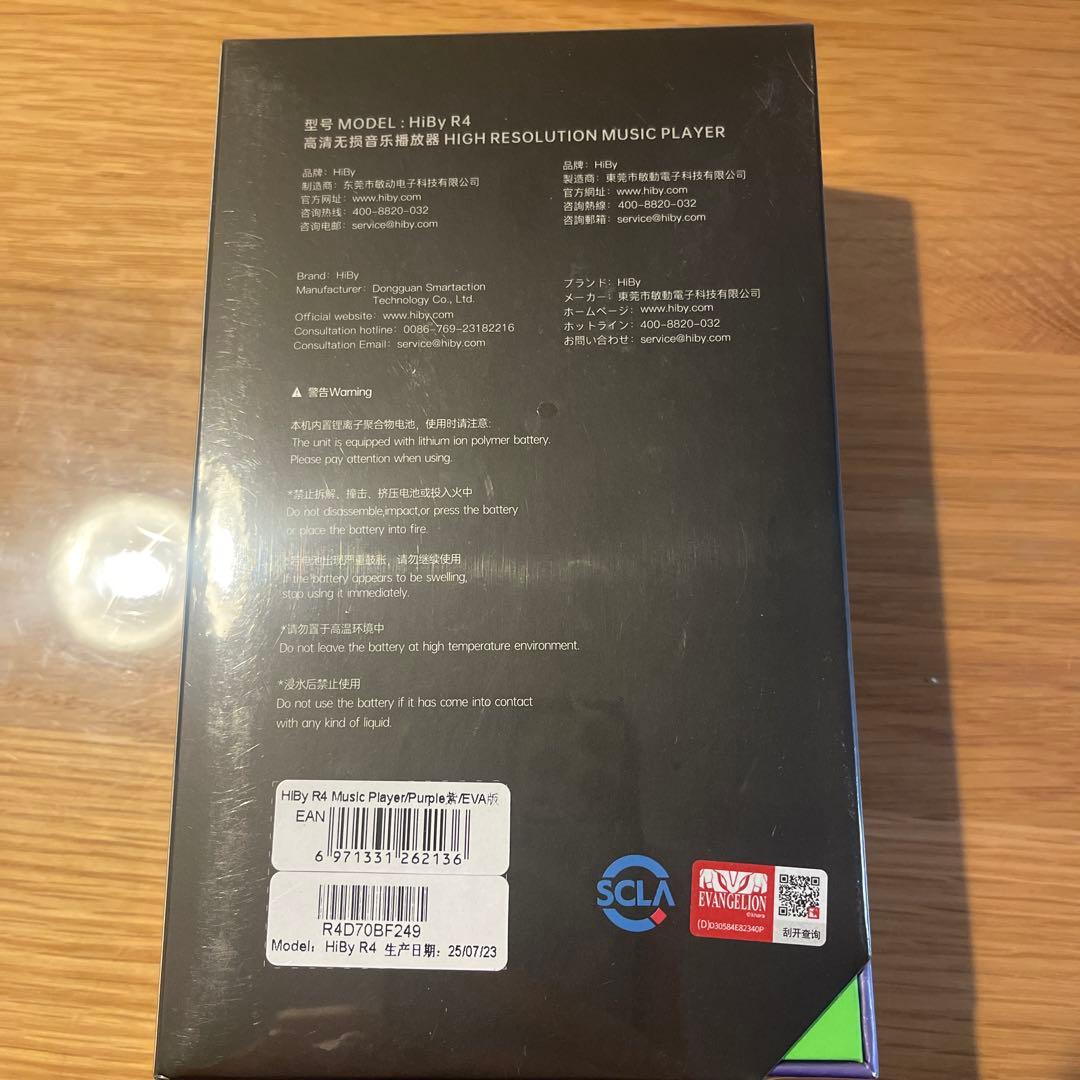 型号 MODEL : HiBy R4
高清无损音乐播放器 HIGH RESOLUTION MUSIC PLAYER
品牌：HiBy
制造商：东莞市敏动电子科技有限公司
官方网址：www.hiby.com
咨询热线：400-8820-032
咨询电邮：service@hiby.com
品牌：HiBy
製造商：東莞市敏動電子科技有限公司
官方網址：www.hiby.com
咨詢熱線：400-8820-032
咨詢郵箱：service@hiby.com
Brand: HiBy
Manufacturer: Dongguan Smartaction
Technology Co., Ltd.
Official website: www.hiby.com
Consultation hotline: 0086-769-23182216
Consultation Email: service@hiby.com
ブランド：HiBy
メーカー：東莞市敏動電子科技有限公司
ホームページ：www.hiby.com
ホットライン：400-8820-032
お問い合わせ：service@hiby.com
警告Warning
本机内置锂离子聚合物电池，使用时请注意:
The unit is equipped with lithium ion polymer battery.
Please pay attention when using.
*禁止拆解、撞击、挤压电池或投入火中
Do not disassemble,impact,or press the battery
or place the battery into fire.
*若电池出现严重鼓胀，请勿继续使用
If the battery appears to be swelling,
stop using it immediately.
*请勿置于高温环境中
Do not leave the battery at high temperature environment.
*浸水后禁止使用
Do not use the battery if it has come into contact
with any kind of liquid.
HIBy R4 Music Player/Purple紫/EVA版
EAN
6 971331 262136
R4D70BF249
Model：HiBy R4 生产日期：25/07/23
SCLA
EVANGELION
©khara
(D)D30584E82340P
刮开查询